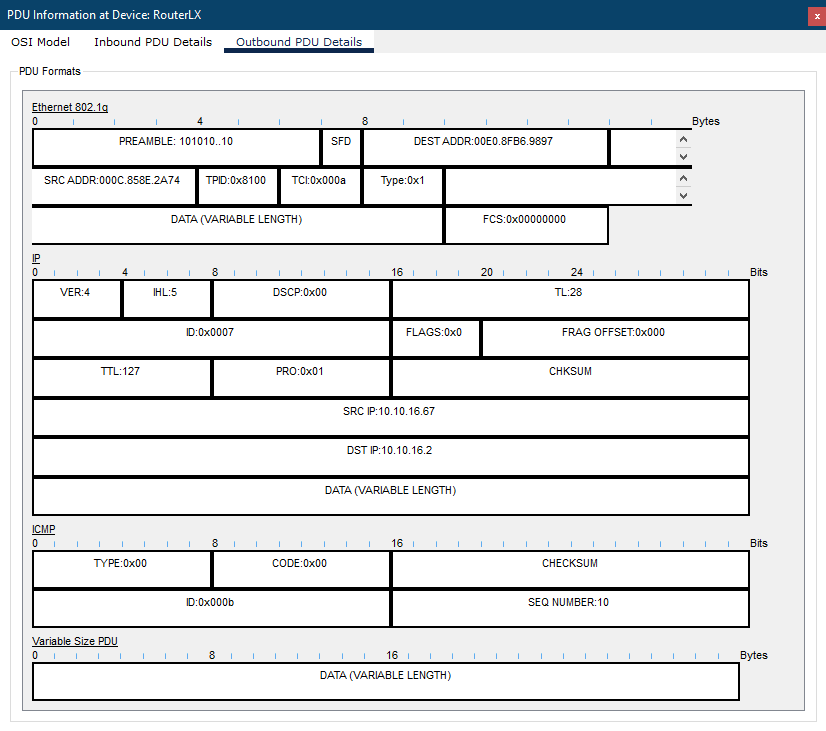 PDU Information at Device: RouterLX
x
OSI Model Inbound PDU Details Outbound PDU Details
PDU Formats
Ethernet 802.1q
0 4 8 Bytes
PREAMBLE: 101010..10 SFD DEST ADDR:00E0.8FB6.9897
SRC ADDR:000C.858E.2A74 TPID:0x8100 TCI:0x000a Type:0x1
DATA (VARIABLE LENGTH) FCS:0x00000000
IP
0 4 8 16 20 24 Bits
VER:4 IHL:5 DSCP:0x00 TL:28
ID:0x0007 FLAGS:0x0 FRAG OFFSET:0x000
TTL:127 PRO:0x01 CHKSUM
SRC IP:10.10.16.67
DST IP:10.10.16.2
DATA (VARIABLE LENGTH)
ICMP
0 8 16 Bits
TYPE:0x00 CODE:0x00 CHECKSUM
ID:0x000b SEQ NUMBER:10
Variable Size PDU
0 8 16 Bytes
DATA (VARIABLE LENGTH)